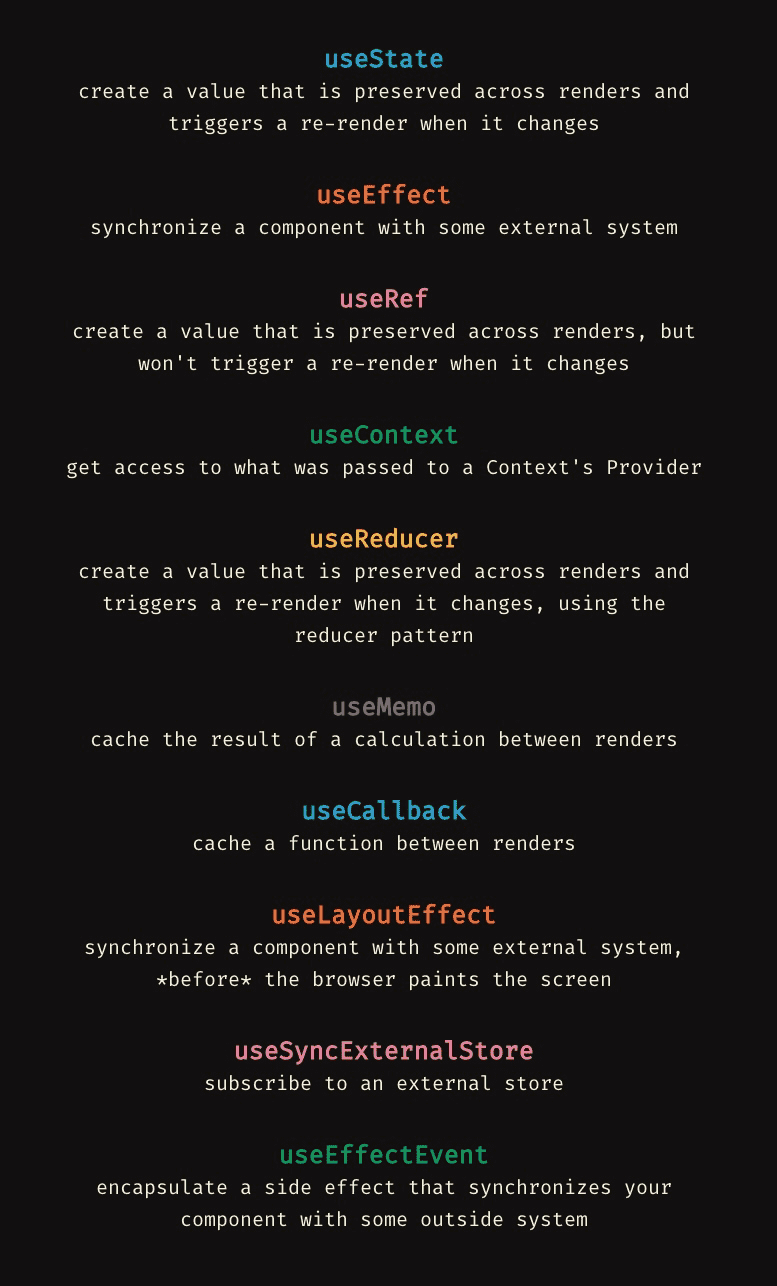 useState
create a value that is preserved across renders and
triggers a re-render when it changes
useEffect
synchronize a component with some external system
useRef
create a value that is preserved across renders, but
won't trigger a re-render when it changes
useContext
get access to what was passed to a Context's Provider
useReducer
create a value that is preserved across renders and
triggers a re-render when it changes, using the
reducer pattern
useMemo
cache the result of a calculation between renders
useCallback
cache a function between renders
useLayoutEffect
synchronize a component with some external system,
*before* the browser paints the screen
useSyncExternalStore
subscribe to an external store
useEffectEvent
encapsulate a side effect that synchronizes your
component with some outside system